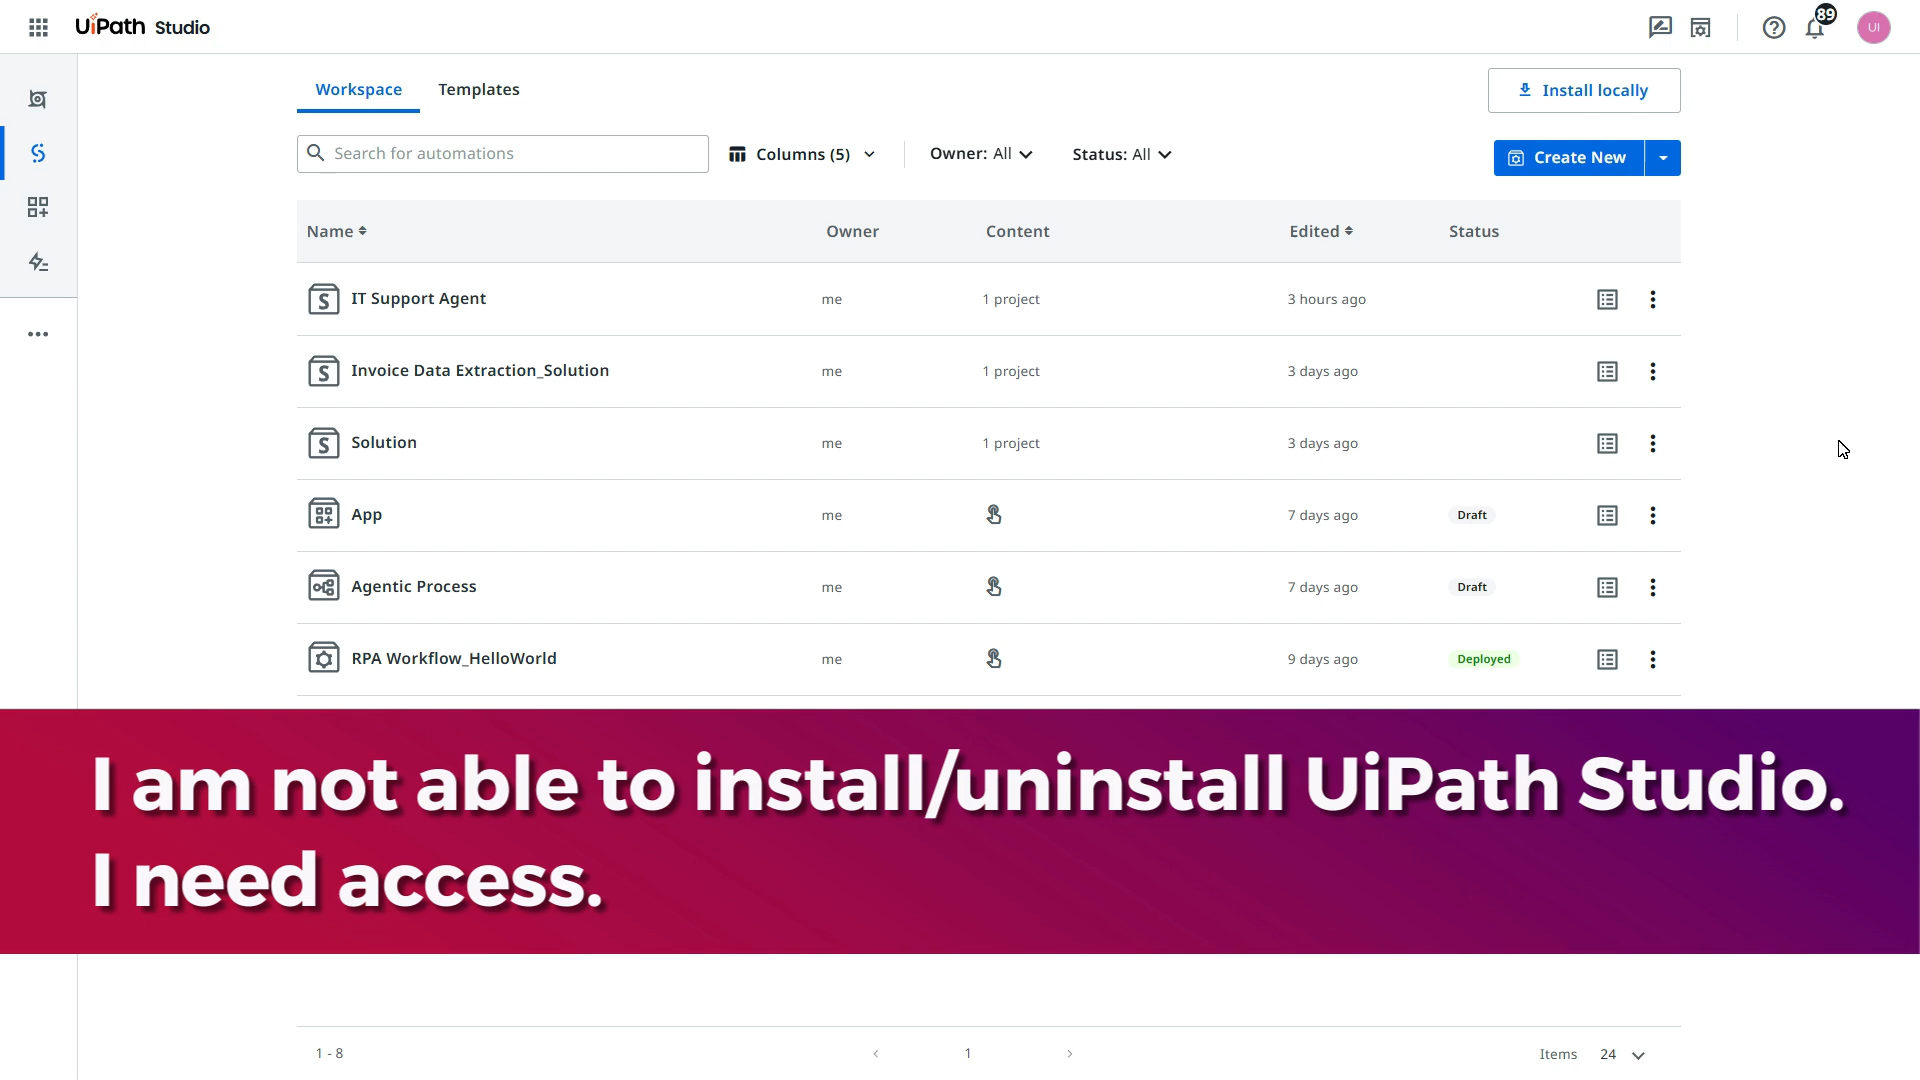 UiPath Studio
89
UI
Workspace
Templates
Install locally
Search for automations
Columns (5)
Owner: All
Status: All
Create New
Name
Owner
Content
Edited
Status
IT Support Agent
me
1 project
3 hours ago
Invoice Data Extraction_Solution
me
1 project
3 days ago
Solution
me
1 project
3 days ago
App
me
7 days ago
Draft
Agentic Process
me
7 days ago
Draft
RPA Workflow_HelloWorld
me
9 days ago
Deployed
I am not able to install/uninstall UiPath Studio.
I need access.
1 - 8
1
Items
24